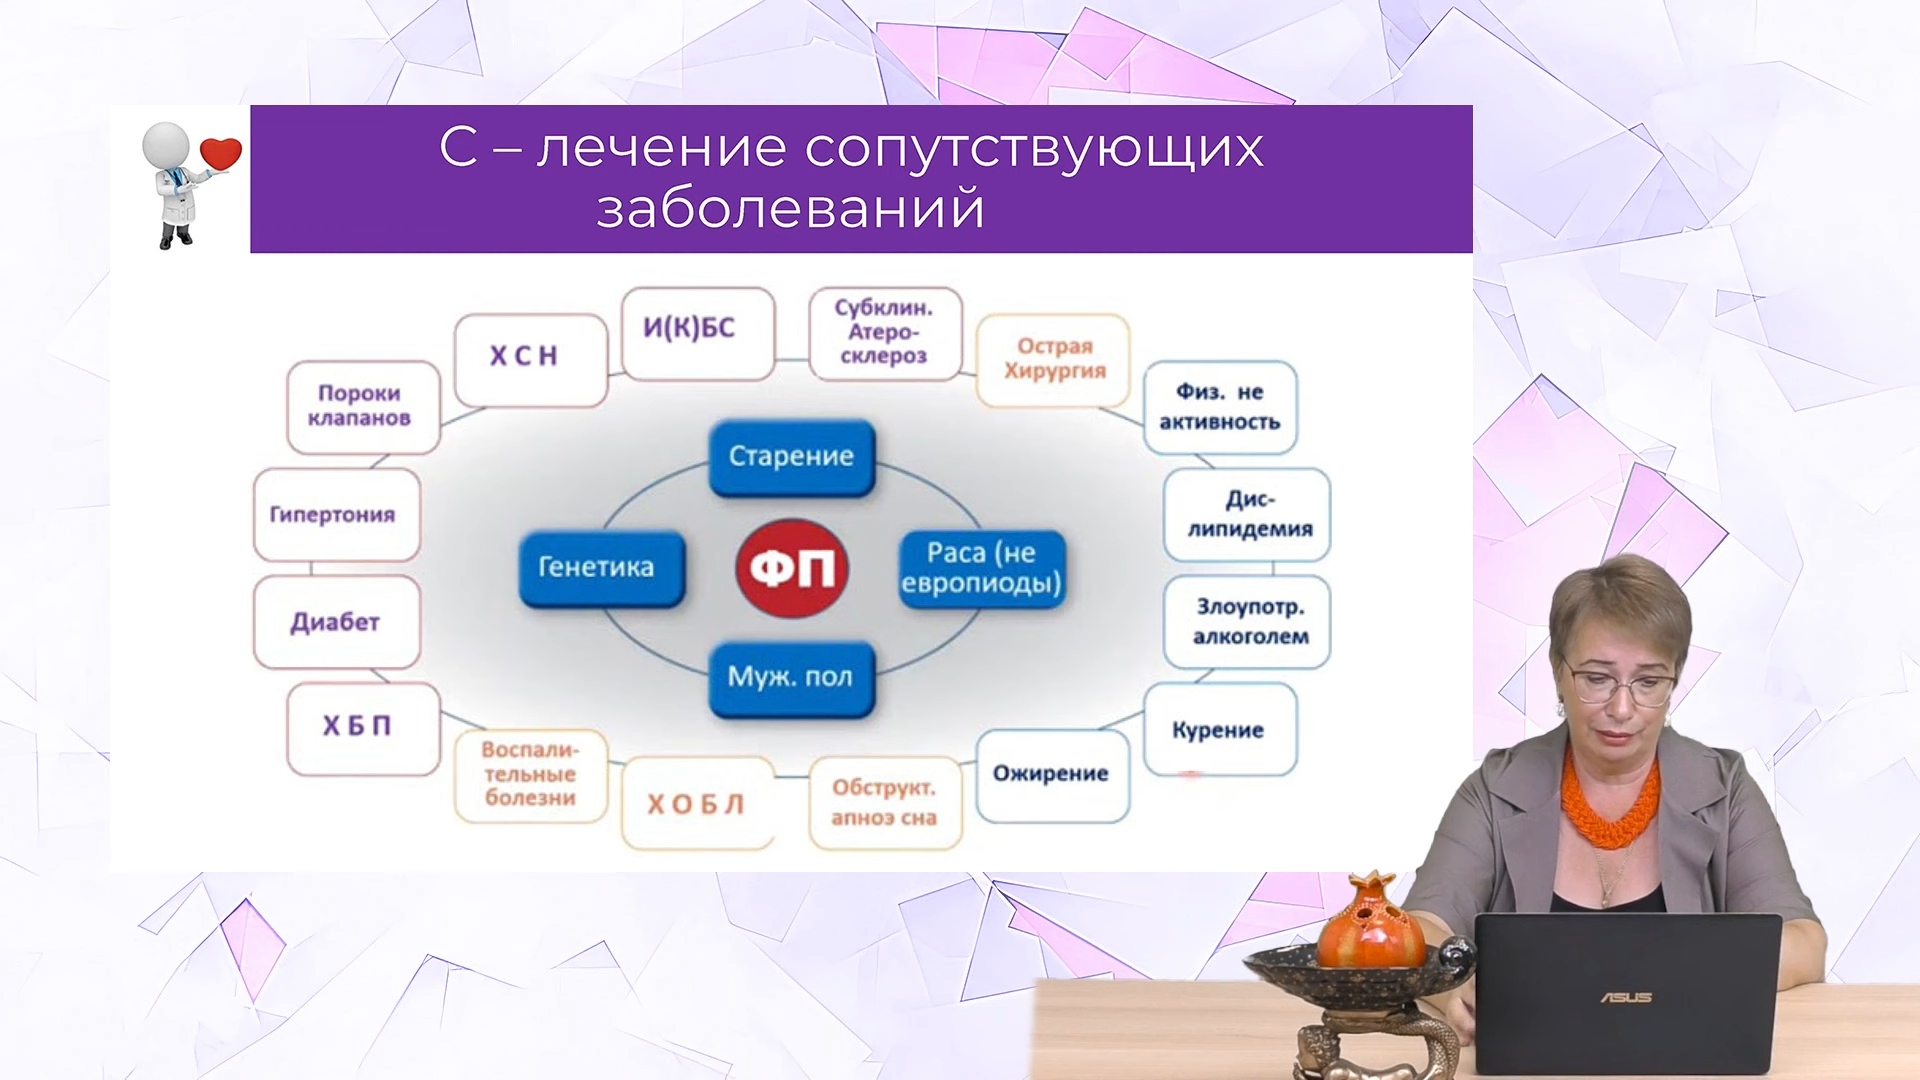 С – лечение сопутствующих
заболеваний
И(К)БС
Субклин.
Атеро-
склероз
Х С Н
Острая
Хирургия
Пороки
клапанов
Физ. не
активность
Старение
Гипертония
Дис-
липидемия
Генетика
ФП
Раса (не
европиоды)
Диабет
Злоупотр.
алкоголем
Муж. пол
Х Б П
Курение
Воспали-
тельные
болезни
Х О Б Л
Обструкт.
апноэ сна
Ожирение
ASUS